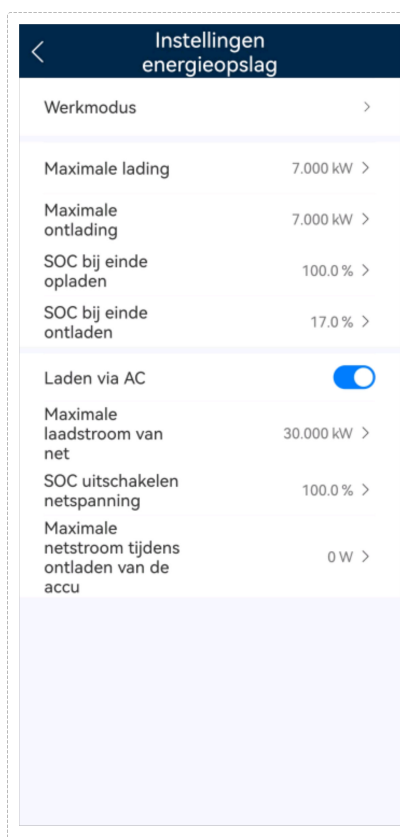 Instellingen
energieopslag
Werkmodus
Maximale lading 7.000 kW
Maximale
ontlading 7.000 kW
SOC bij einde
opladen 100.0 %
SOC bij einde
ontladen 17.0 %
Laden via AC
Maximale
laadstroom van 30.000 kW
net
SOC uitschakelen
netspanning 100.0 %
Maximale
netstroom tijdens
ontladen van de 0 W
accu